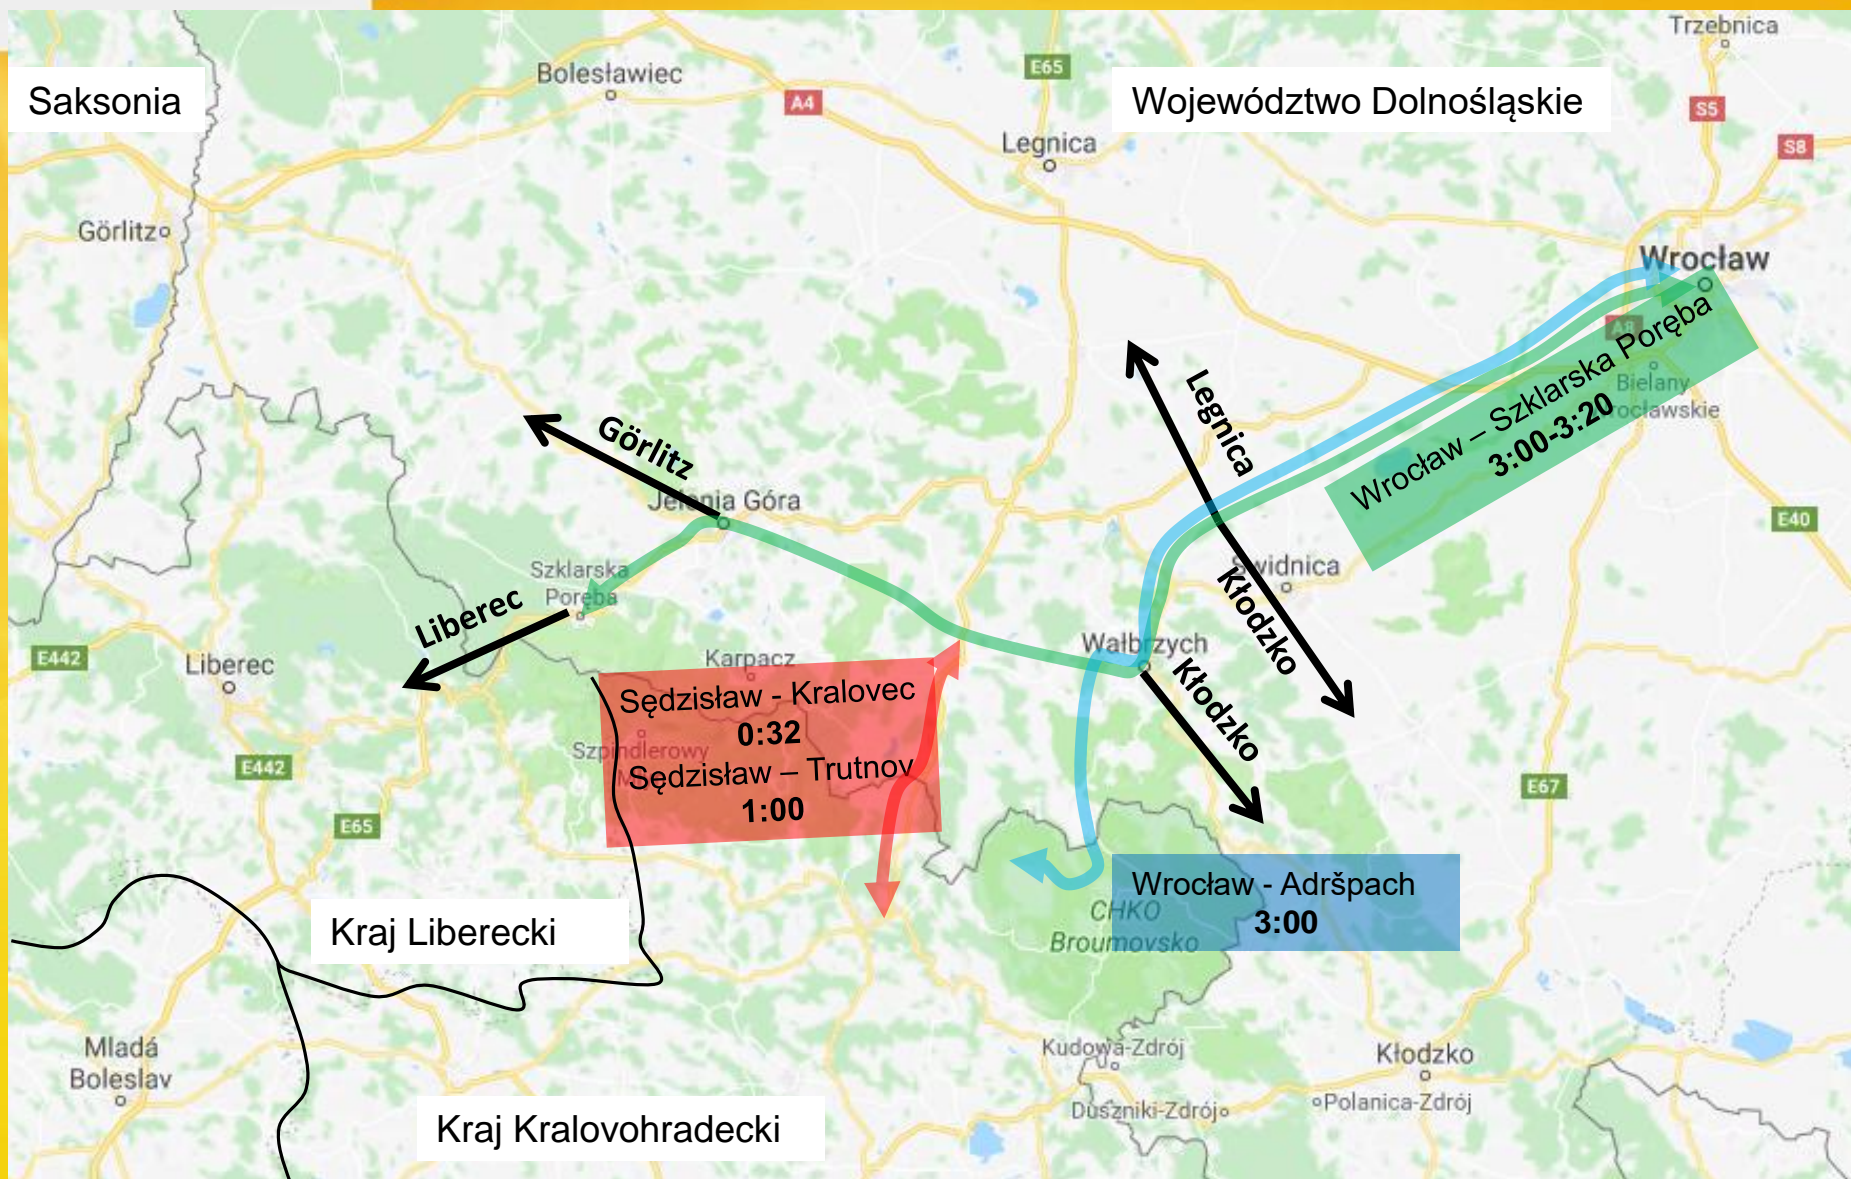 Trzebnica
Saksonia
Bolesławiec
E65
A4
Województwo Dolnośląskie
S5
Legnica
S8
Görlitz
Wrocław
A8
Wrocław – Szklarska Poręba
3:00-3:20
Bielany
Wrocławskie
Legnica
Görlitz
Jelenia Góra
E40
Szklarska
Poręba
Świdnica
Kłodzko
Liberec
E442
Liberec
Karpacz
Wałbrzych
Kłodzko
Sędzisław - Kralovec
0:32
Szpindlerowy
Sędzisław – Trutnov
1:00
E442
E67
E65
Wrocław - Adršpach
3:00
CHKO
Broumovsko
Kraj Liberecki
Mladá
Boleslav
Kudowa-Zdrój
Kłodzko
Duszniki-Zdrój
Polanica-Zdrój
Kraj Kralovohradecki